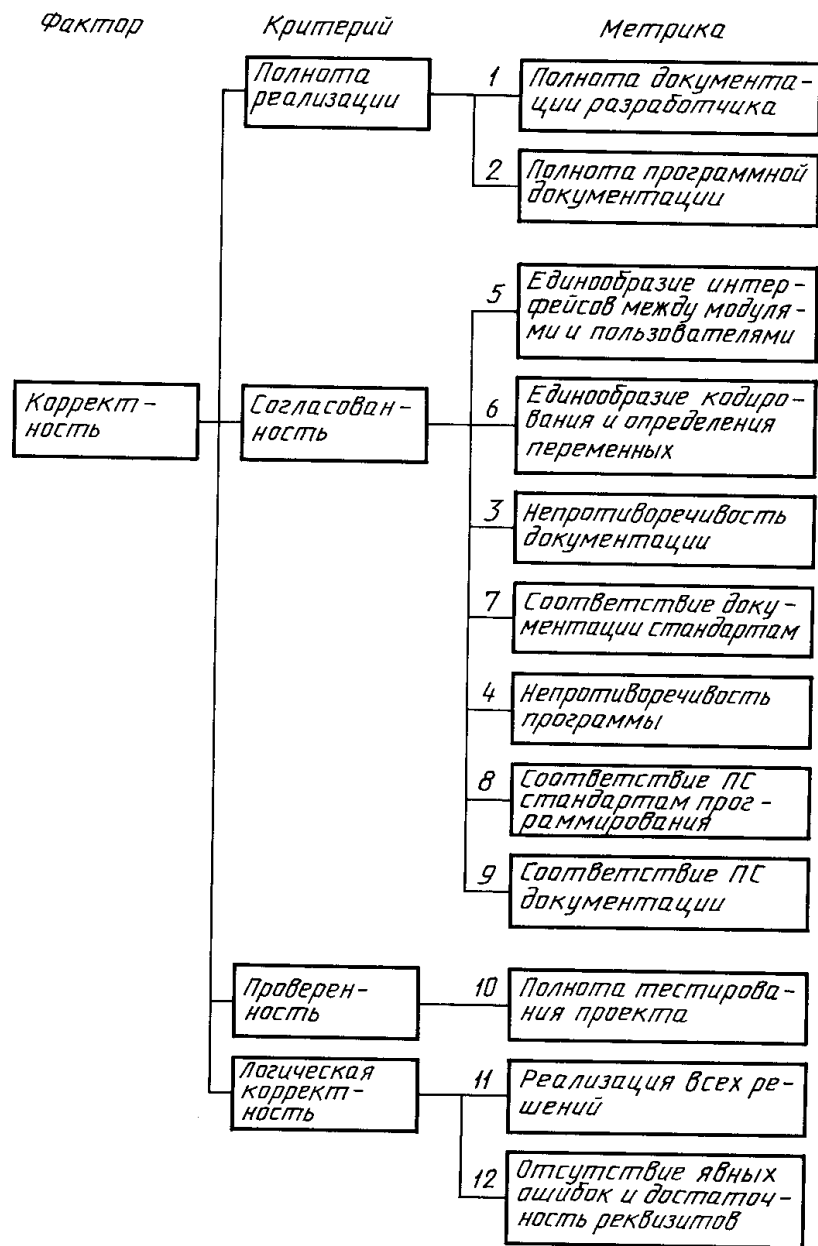 Фактор Критерий Метрика
Полнота
реализации
1
Полнота документа-
ции разработчика
2
Полнота программной
документации
5
Единообразие интер-
фейсов между модуля-
ми и пользователями
Коррект-
ность
Согласован-
ность
6
Единообразие кодиро-
вания и определения
переменных
3
Непротиворечивость
документации
7
Соответствие доку-
ментации стандартам
4
Непротиворечивость
программы
8
Соответствие ПС
стандартам прог-
раммирования
9
Соответствие ПС
документации
Проверен-
ность
10
Полнота тестирова-
ния проекта
Логическая
коррект-
ность
11
Реализация всех ре-
шений
12
Отсутствие явных
ошибок и достаточ-
ность реквизитов